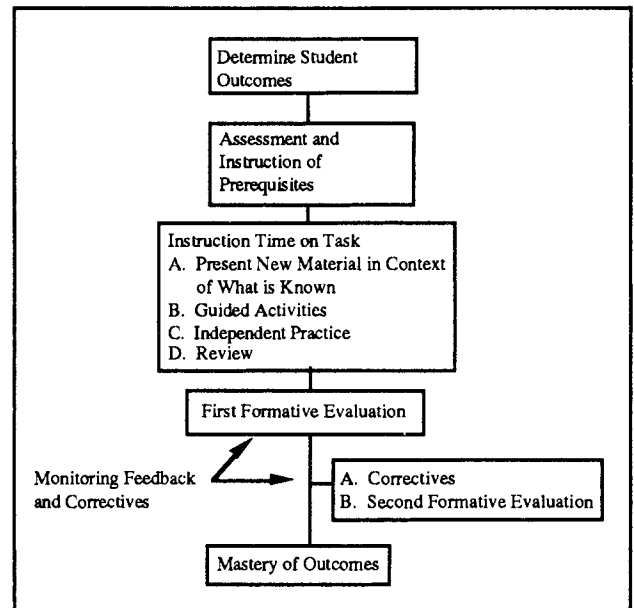 Determine Student
Outcomes
Assessment and
Instruction of
Prerequisites
Instruction Time on Task
A. Present New Material in Context
of What is Known
B. Guided Activities
C. Independent Practice
D. Review
First Formative Evaluation
Monitoring Feedback
and Correctives
A. Correctives
B. Second Formative Evaluation
Mastery of Outcomes